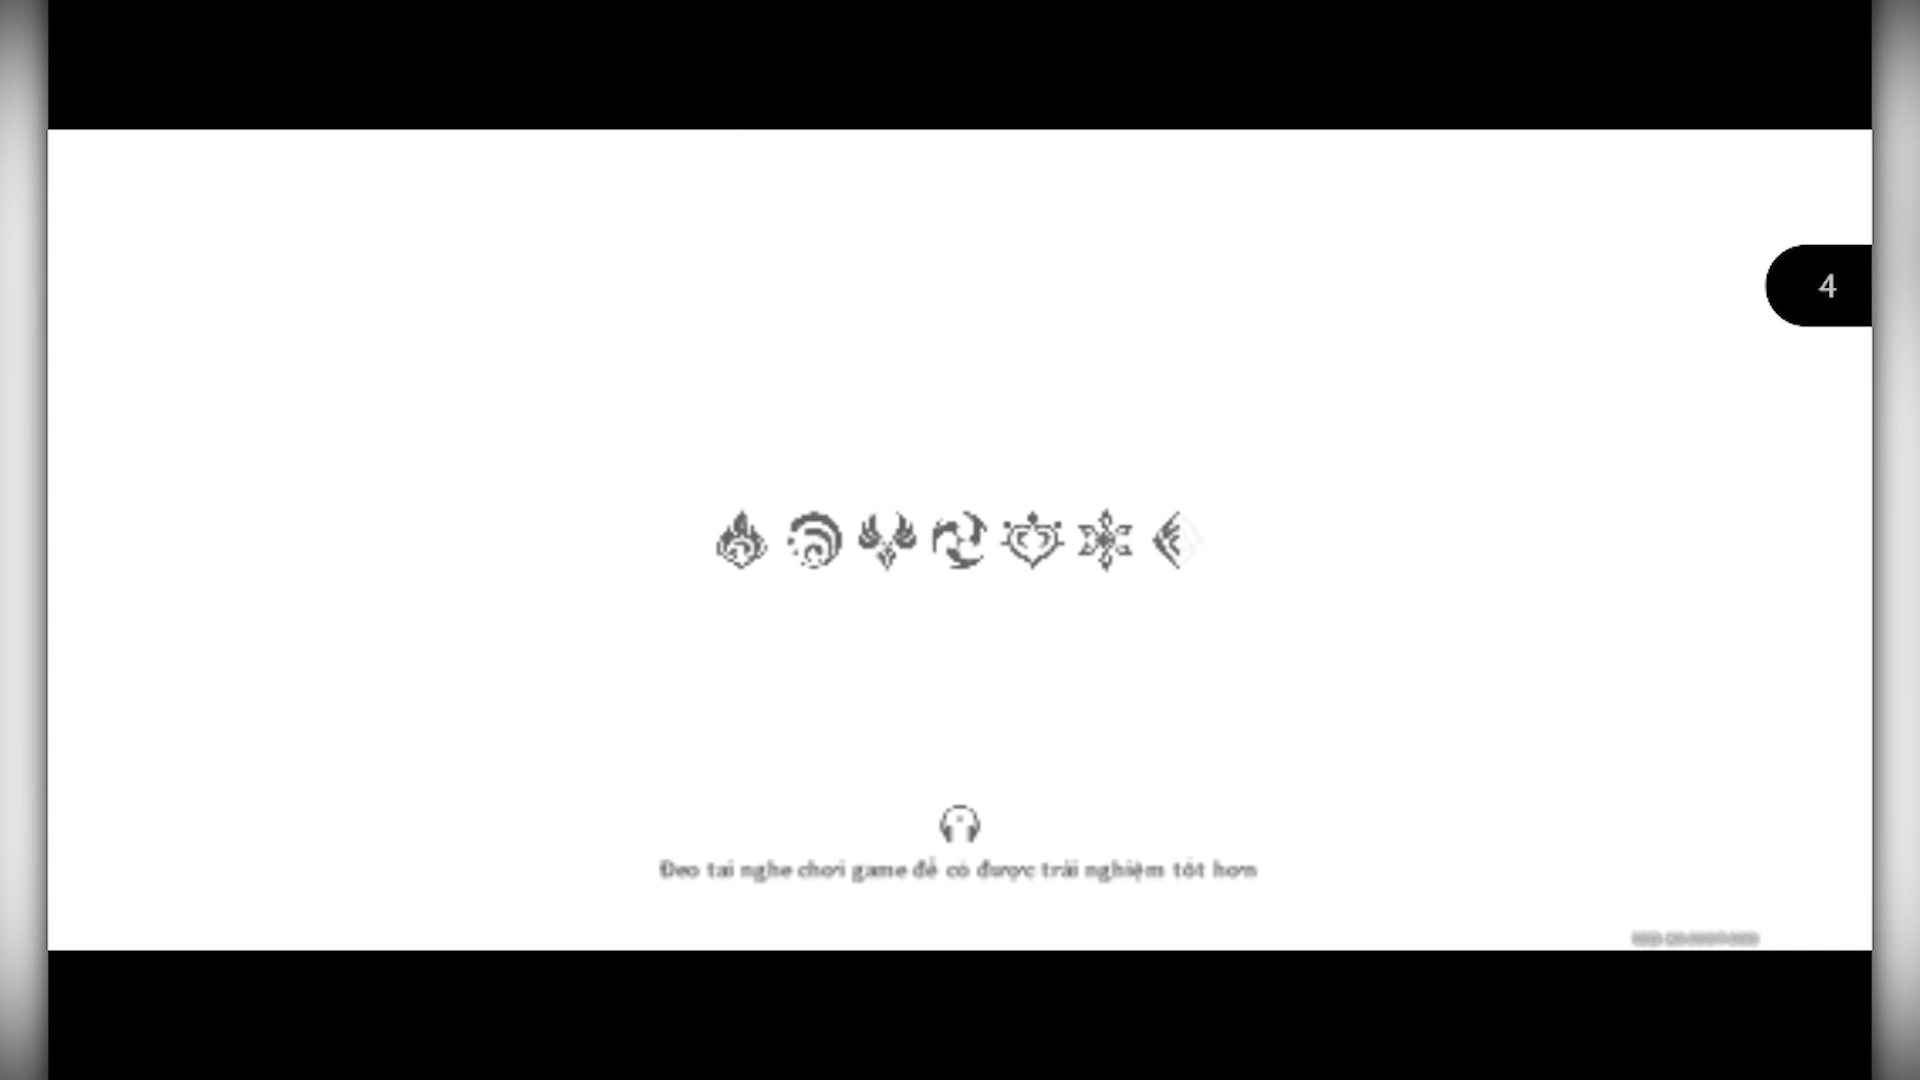 4
Đeo tai nghe chơi game để có được trải nghiệm tốt hơn